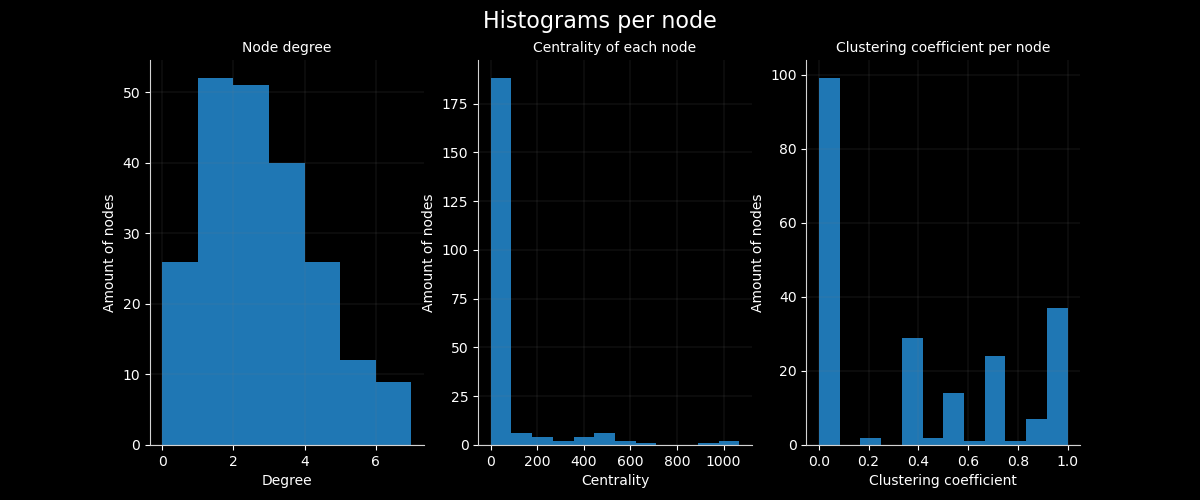 Histograms per node
Node degree
Amount of nodes
50
40
30
20
10
0
0 2 4 6
Degree
Centrality of each node
Amount of nodes
175
150
125
100
75
50
25
0
0 200 400 600 800 1000
Centrality
Clustering coefficient per node
Amount of nodes
100
80
60
40
20
0
0.0 0.2 0.4 0.6 0.8 1.0
Clustering coefficient